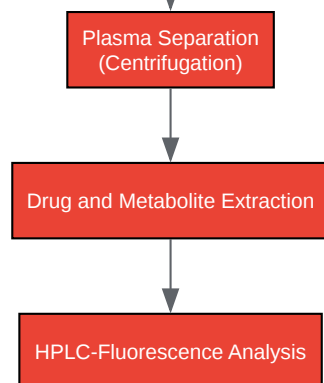 Plasma Separation
(Centrifugation)
Drug and Metabolite Extraction
HPLC-Fluorescence Analysis